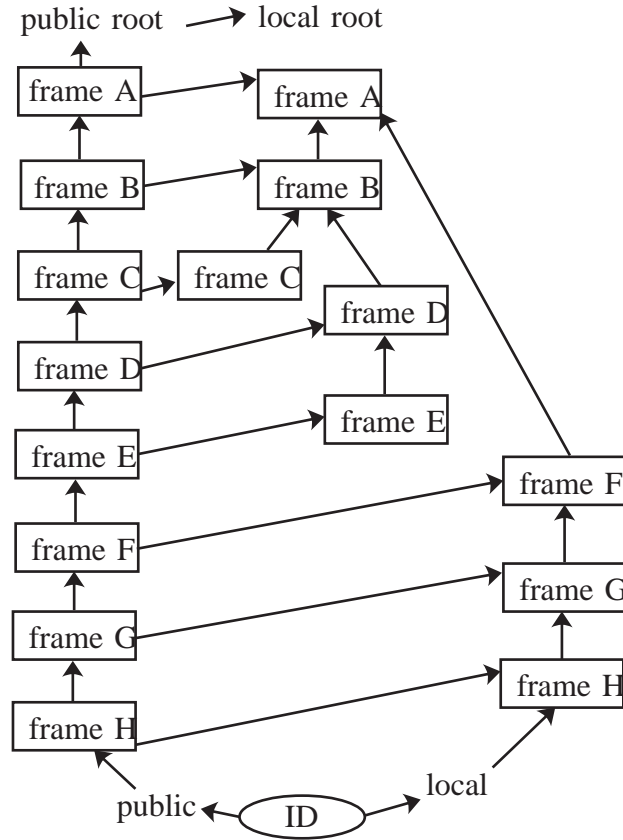 public root
local root
frame A
frame A
frame B
frame B
frame C
frame C
frame D
frame D
frame E
frame E
frame F
frame F
frame G
frame G
frame H
frame H
public
ID
local